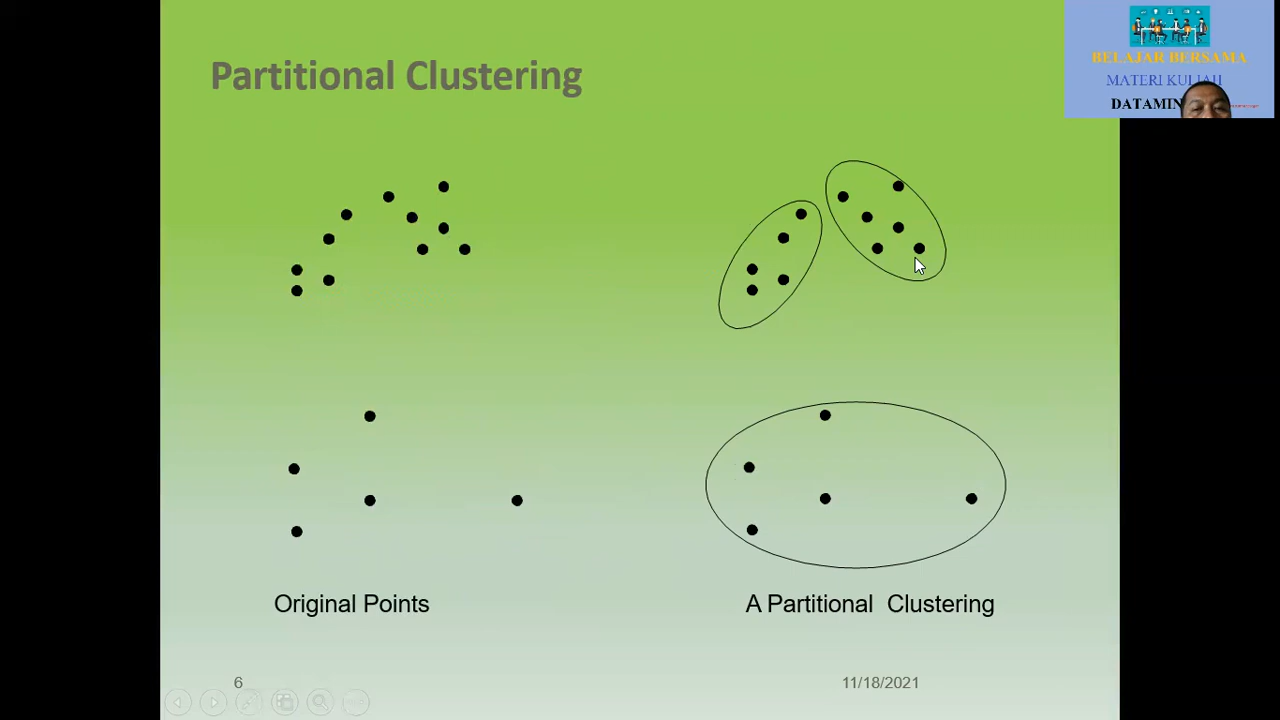 Partitional Clustering
BELAJAR BERSAMA
MATERI KULIAH
Original Points
A Partitional Clustering
6
11/18/2021